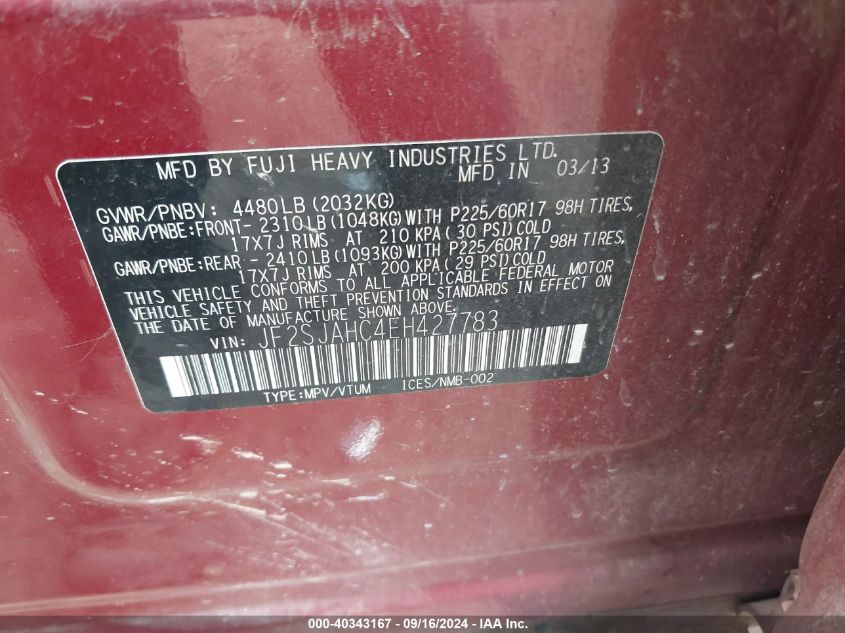 MFD BY FUJI HEAVY INDUSTRIES LTD.
MFD IN 03/13
GVWR/PNBV: 4480LB(2032KG)
GAWR/PNBE:FRONT- 2310LB(1048KG)WITH P225/60R17 98H TIRES,
17X7J RIMS AT 210 KPA(30 PSI)COLD
GAWR/PNBE:REAR - 2410LB(1093KG)WITH P225/60R17 98H TIRES,
17X7J RIMS AT 200 KPA(29 PSI)COLD
THIS VEHICLE CONFORMS TO ALL APPLICABLE FEDERAL MOTOR
VEHICLE SAFETY AND THEFT PREVENTION STANDARDS IN EFFECT ON
THE DATE OF MANUFACTURE SHOWN ABOVE.
VIN: JF2SJAHC4EH427783
TYPE:MPV/VTUM ICES/NMB-002
000-40343167 - 09/16/2024 - IAA Inc.